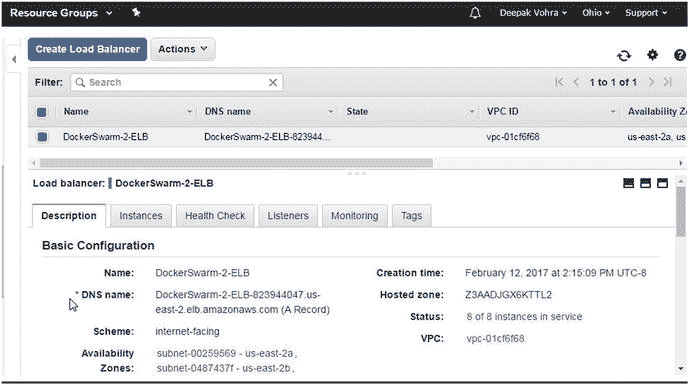 Resource Groups Deepak Vohra Ohio Support
Create Load Balancer Actions
Filter: Search 1 to 1 of 1
Name DNS name State VPC ID Availability Z
DockerSwarm-2-ELB DockerSwarm-2-ELB-823944... vpc-01cf6f68 us-east-2a, us
Load balancer: DockerSwarm-2-ELB
Description Instances Health Check Listeners Monitoring Tags
Basic Configuration
Name: DockerSwarm-2-ELB Creation time: February 12, 2017 at 2:15:09 PM UTC-8
* DNS name: DockerSwarm-2-ELB-823944047.us- Hosted zone: Z3AADJGX6KTTL2
east-2.elb.amazonaws.com (A Record) Status: 8 of 8 instances in service
Scheme: internet-facing VPC: vpc-01cf6f68
Availability subnet-00259569 - us-east-2a,
Zones: subnet-0487437f - us-east-2b,